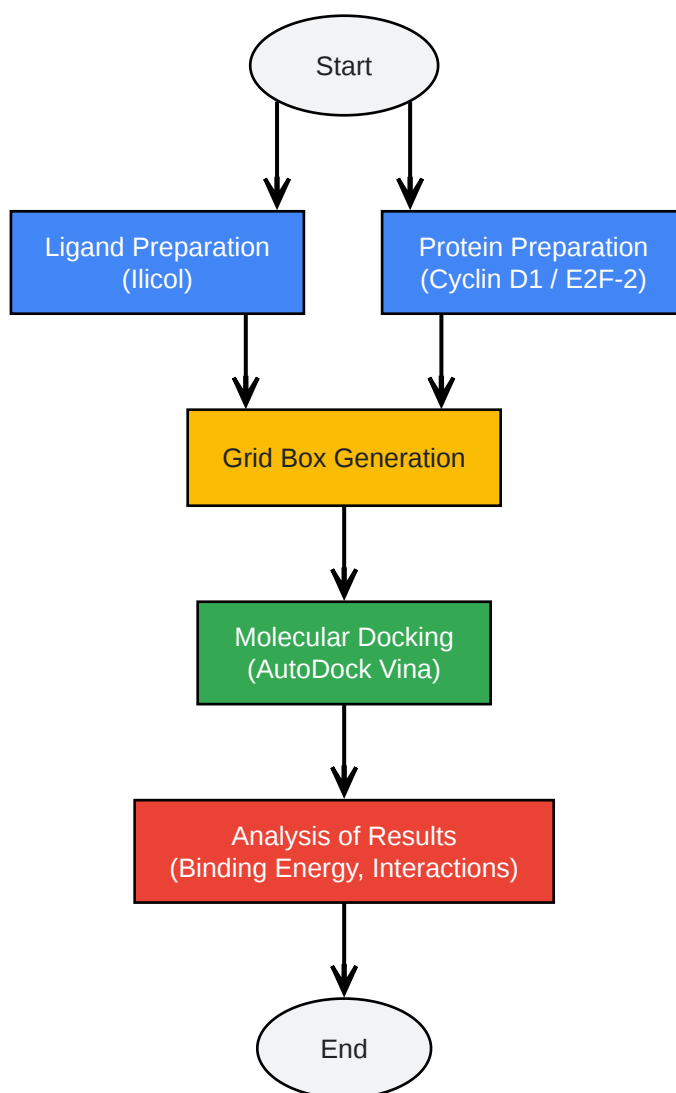 Start
Ligand Preparation
(Ilicol)
Protein Preparation
(Cyclin D1 / E2F-2)
Grid Box Generation
Molecular Docking
(AutoDock Vina)
Analysis of Results
(Binding Energy, Interactions)
End